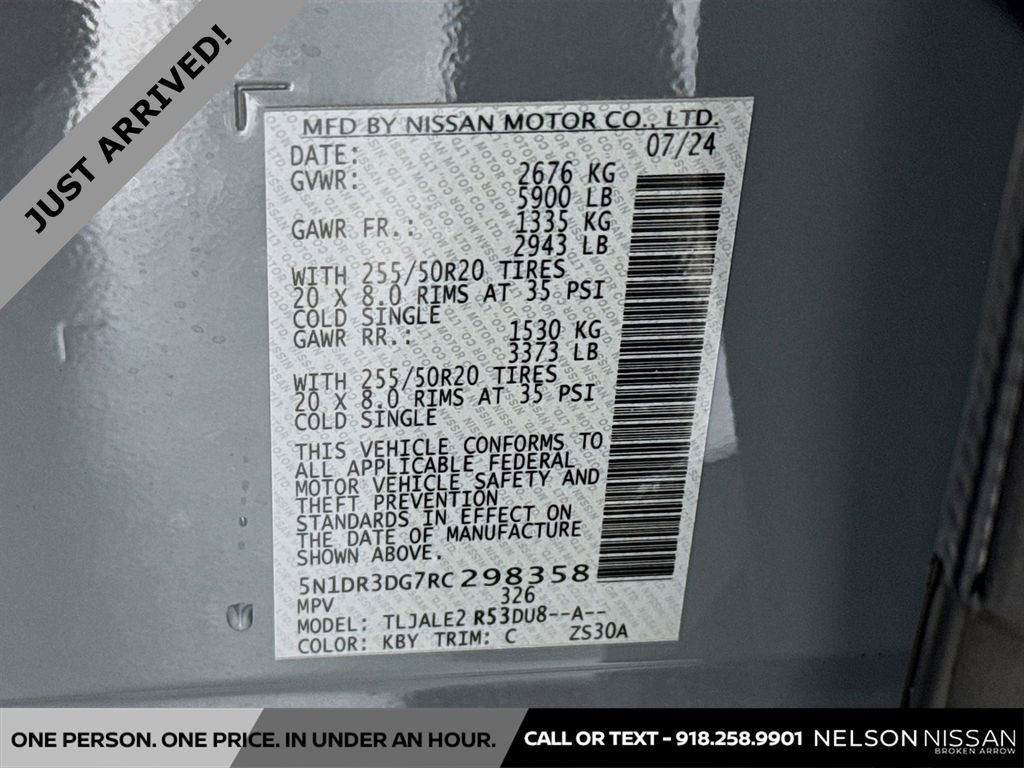 JUST ARRIVED!
MFD BY NISSAN MOTOR CO., LTD.
DATE: 07/24
GVWR: 2676 KG
5900 LB
GAWR FR.: 1335 KG
2943 LB
WITH 255/50R20 TIRES
20 X 8.0 RIMS AT 35 PSI
COLD SINGLE
GAWR RR.: 1530 KG
3373 LB
WITH 255/50R20 TIRES
20 X 8.0 RIMS AT 35 PSI
COLD SINGLE
THIS VEHICLE CONFORMS TO
ALL APPLICABLE FEDERAL
MOTOR VEHICLE SAFETY AND
THEFT PREVENTION
STANDARDS IN EFFECT ON
THE DATE OF MANUFACTURE
SHOWN ABOVE.
5N1DR3DG7RC298358
MPV 326
MODEL: TLJALE2 R53DU8--A--
COLOR: KBY TRIM: C ZS30A
ONE PERSON. ONE PRICE. IN UNDER AN HOUR.
CALL OR TEXT - 918.258.9901
NELSON NISSAN
BROKEN ARROW